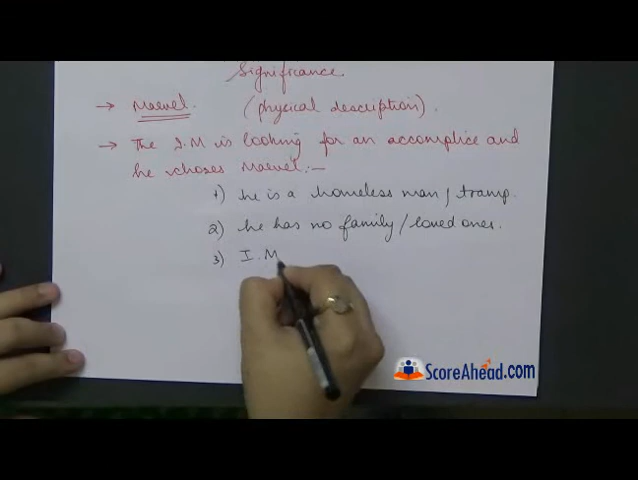 Significance.
→ Marvel. (physical description).
→ The I.M is looking for an accomplice and
he choses Marvel:-
1) he is a homeless man / tramp.
2) he has no family / loved ones.
3) I.M
ScoreAhead.com